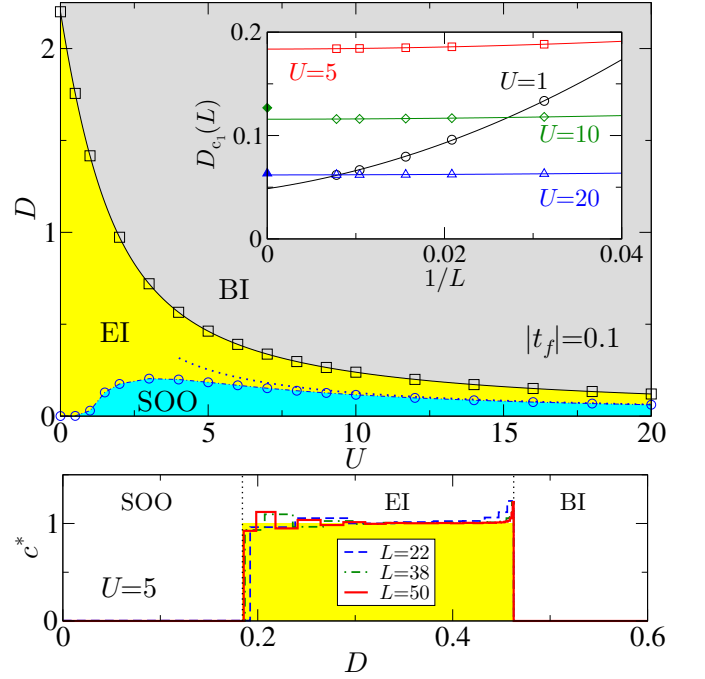 2
0.2
U=5
U=1
0.1
D_{c_1}(L)
U=10
U=20
D
0
0
0.02
0.04
1/L
1
BI
EI
|t_f|=0.1
SOO
0
0
5
10
15
20
U
SOO
EI
BI
1
c*
L=22
L=38
L=50
U=5
0
0
0.2
0.4
0.6
D